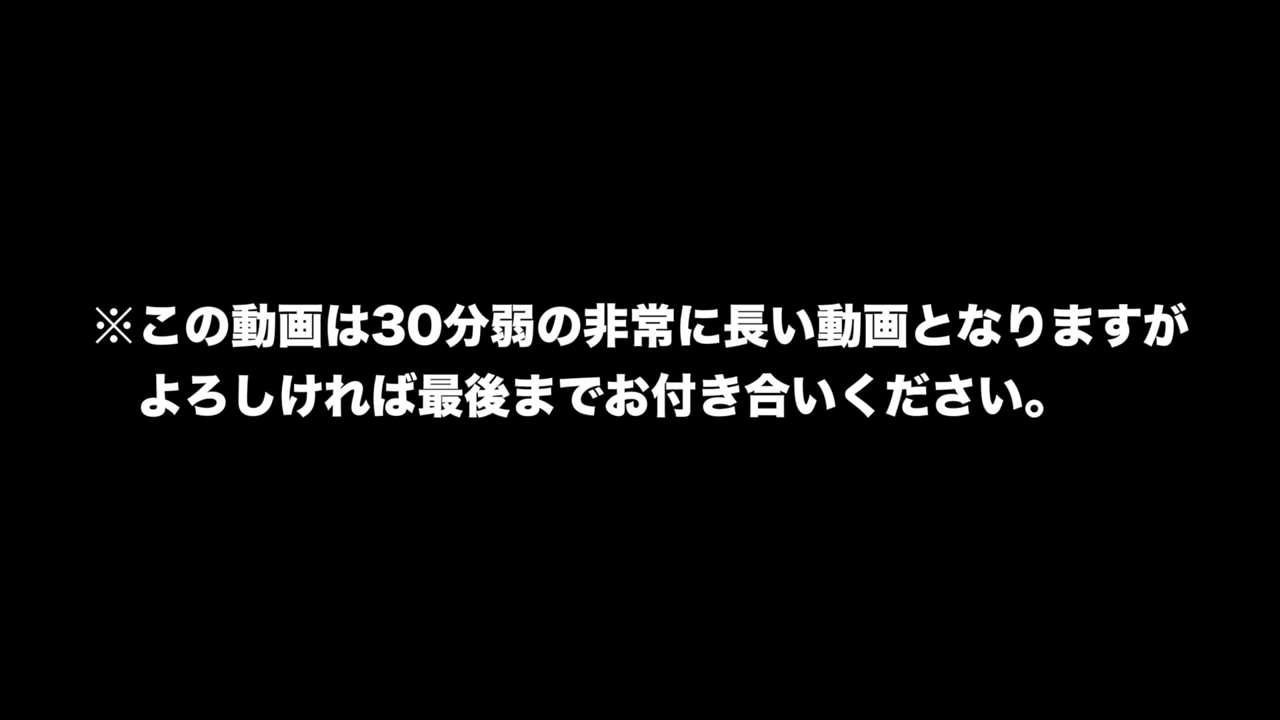 ※この動画は30分弱の非常に長い動画となりますが
よろしければ最後までお付き合いください。